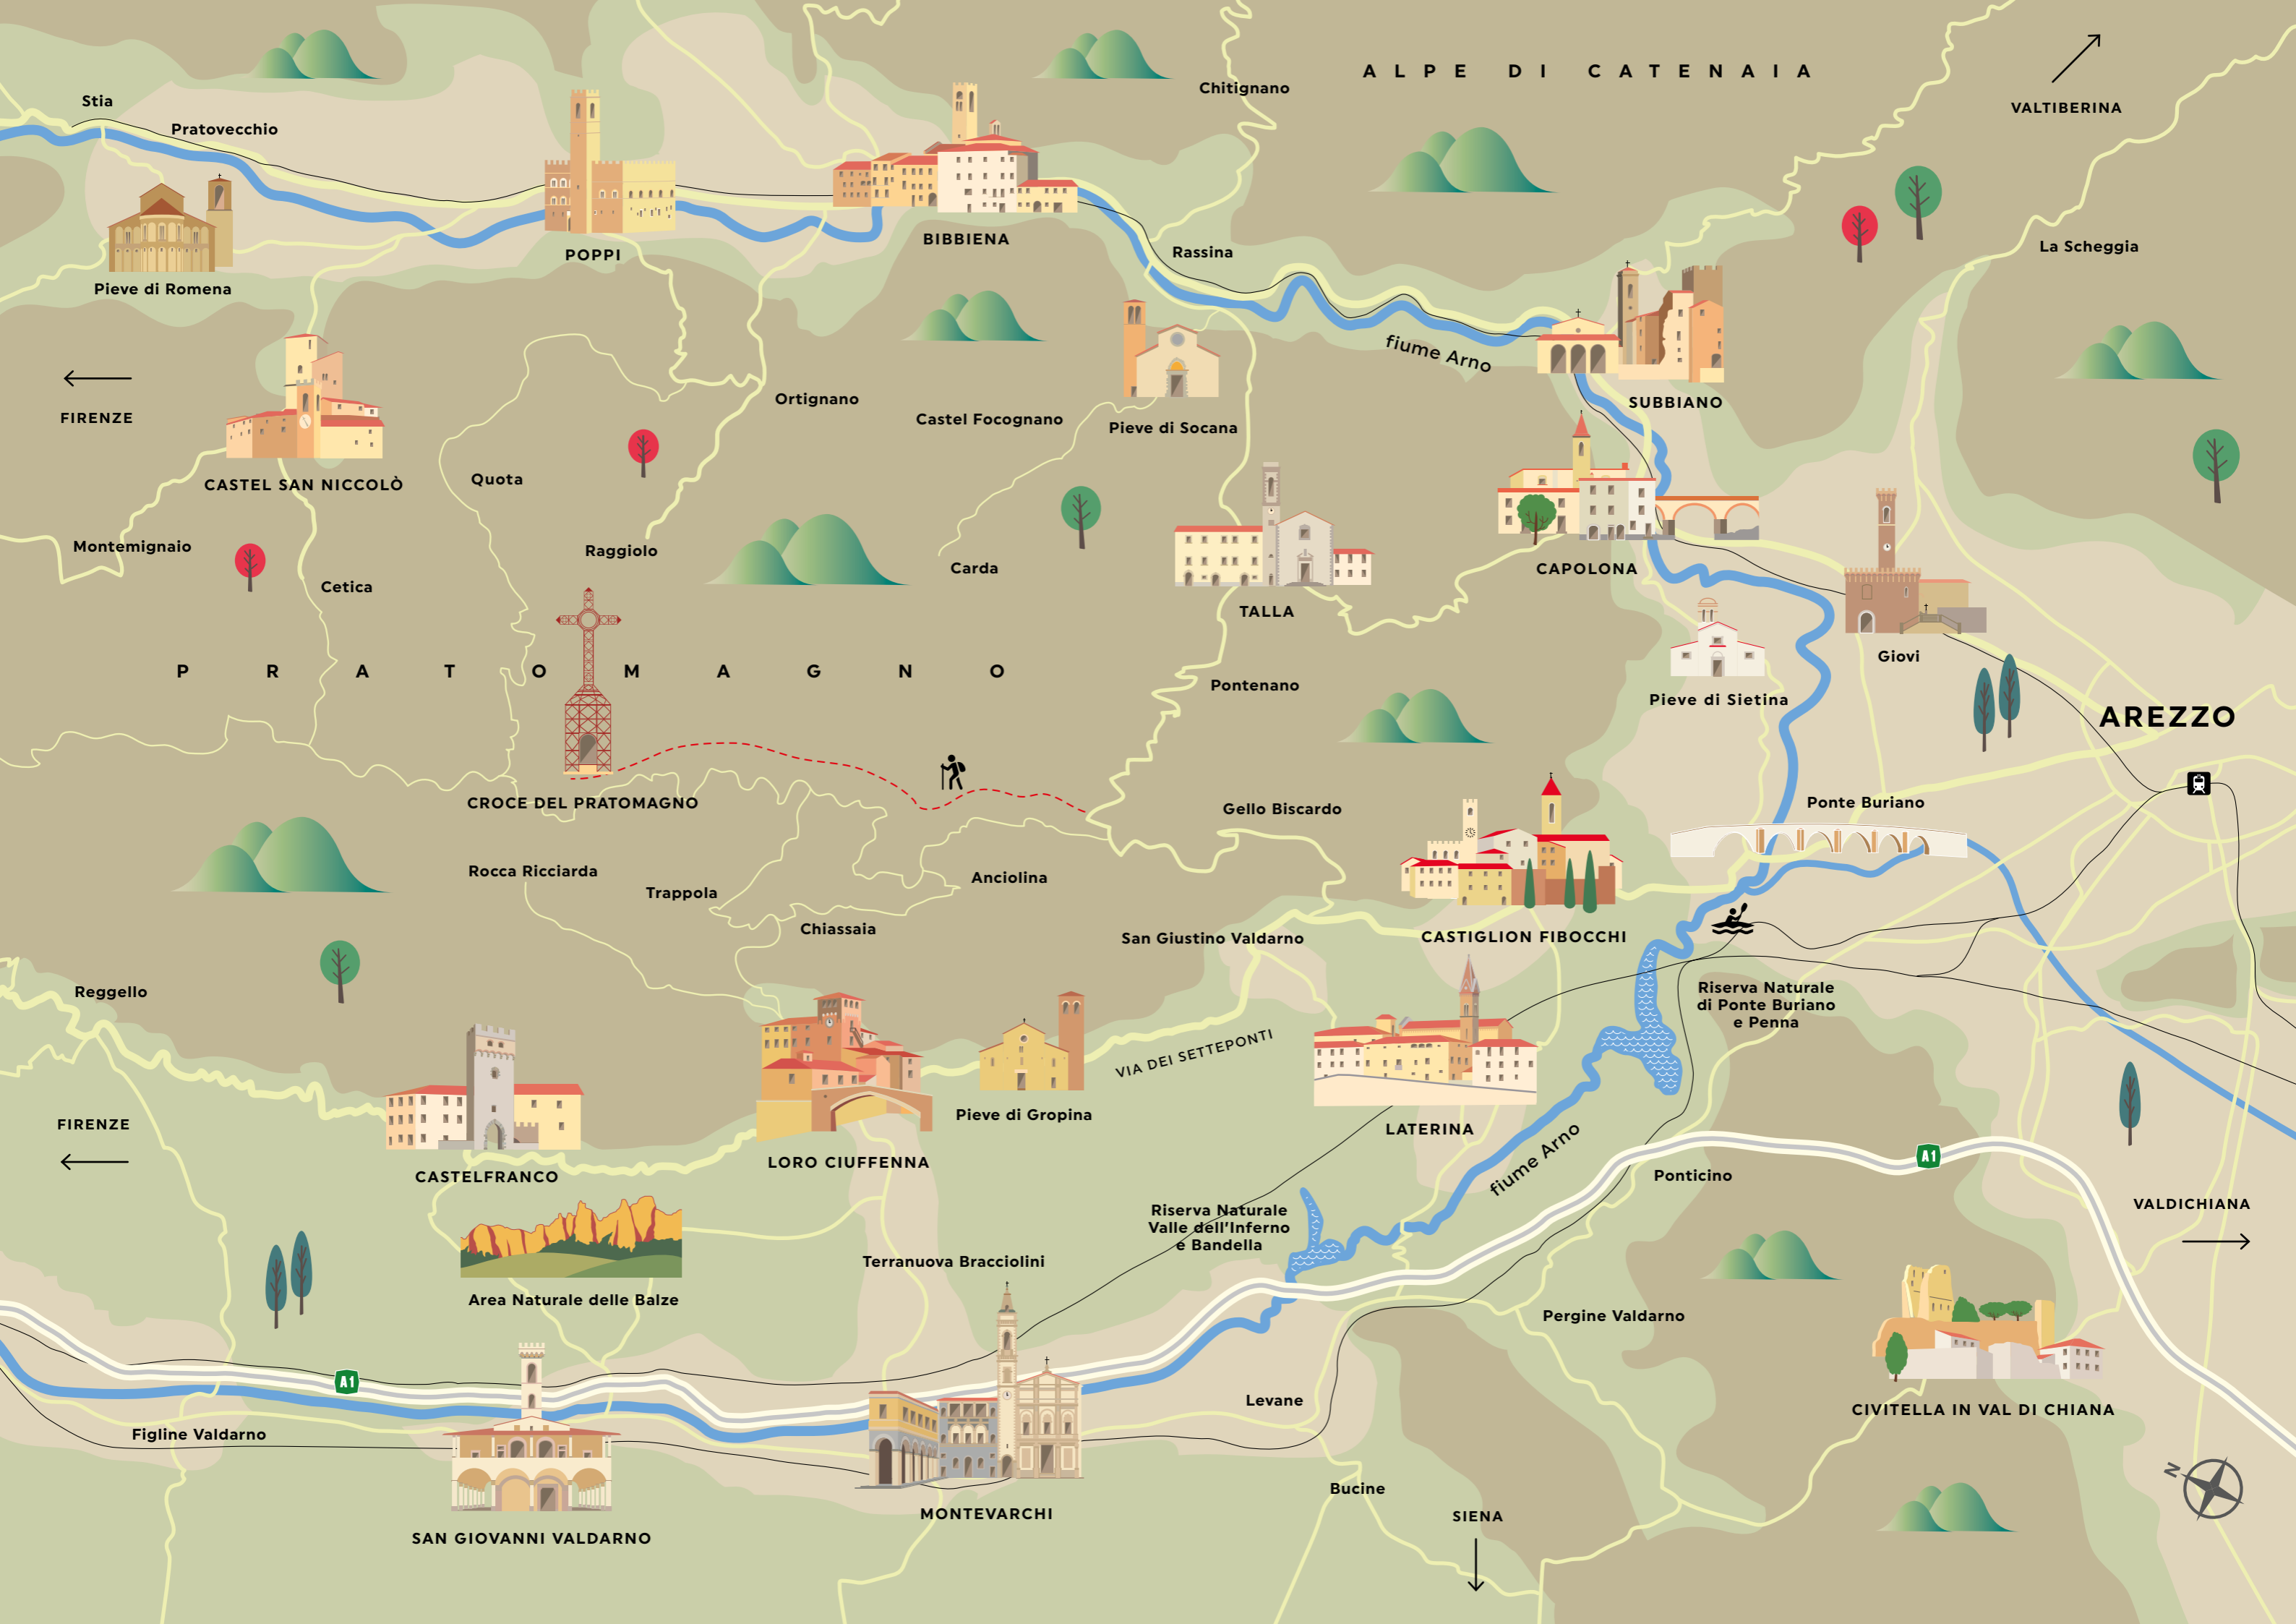 ALPE DI CATENAIA
Chitignano
Stia
VALTIBERINA
Pratovecchio
BIBBIENA
La Scheggia
Rassina
POPPI
Pieve di Romena
fiume Arno
Ortignano
SUBBIANO
FIRENZE
Castel Focognano
Pieve di Socana
Quota
CASTEL SAN NICCOLÒ
Montemignaio
Raggiolo
Carda
CAPOLONA
Cetica
TALLA
Giovi
PRATOMAGNO
Pontenano
Pieve di Sietina
AREZZO
CROCE DEL PRATOMAGNO
Gello Biscardo
Ponte Buriano
Rocca Ricciarda
Trappola
Anciolina
Chiassaia
San Giustino Valdarno
CASTIGLION FIBOCCHI
Reggello
Riserva Naturale
di Ponte Buriano
e Penna
VIA DEI SETTEPONTI
Pieve di Gropina
FIRENZE
LATERINA
fiume Arno
A1
LORO CIUFFENNA
CASTELFRANCO
Ponticino
VALDICHIANA
Riserva Naturale
Valle dell’Inferno
e Bandella
Terranuova Bracciolini
Area Naturale delle Balze
Pergine Valdarno
A1
Levane
CIVITELLA IN VAL DI CHIANA
Figline Valdarno
N
Bucine
MONTEVARCHI
SIENA
SAN GIOVANNI VALDARNO